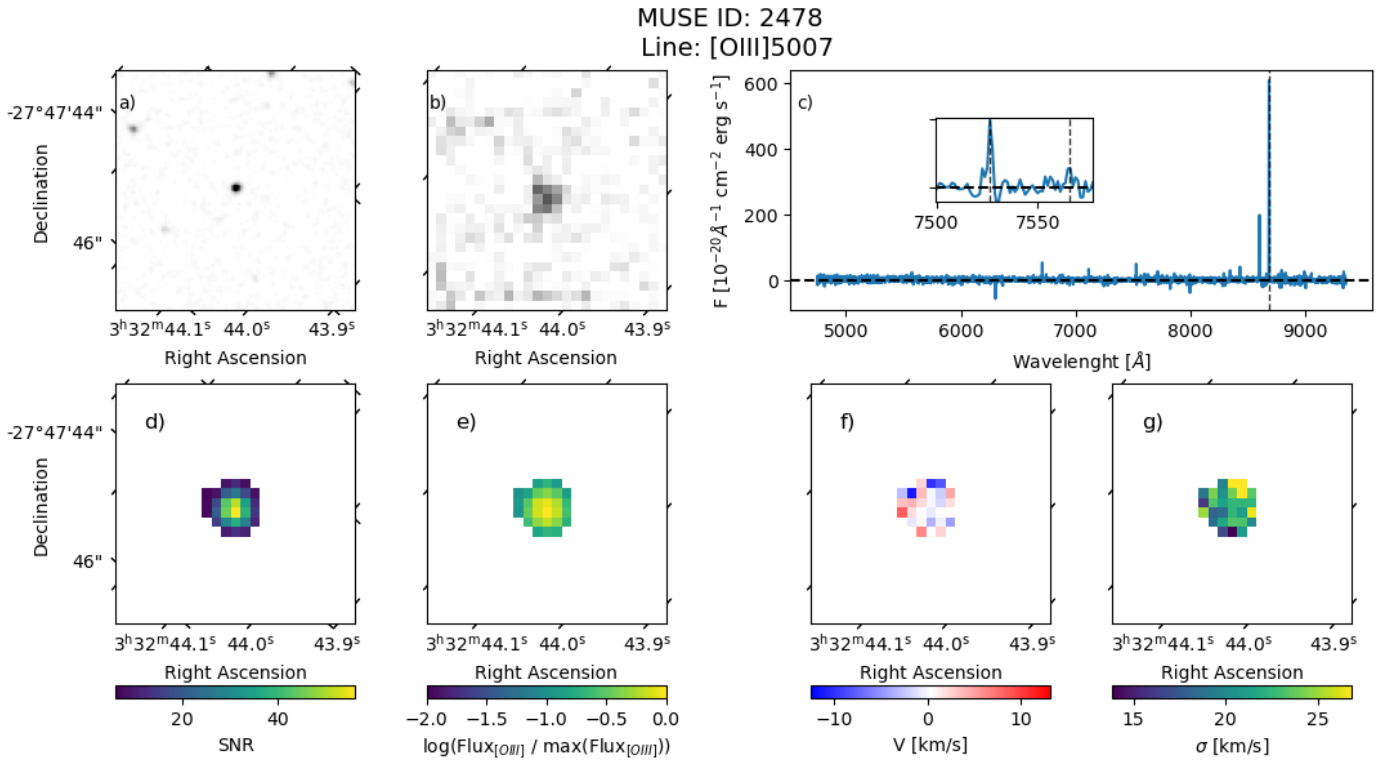 MUSE ID: 2478
Line: [OIII]5007
a)
-27°47'44"
46"
Declination
3ʰ32ᵐ44.1ˢ 44.0ˢ 43.9ˢ
Right Ascension
b)
3ʰ32ᵐ44.1ˢ 44.0ˢ 43.9ˢ
Right Ascension
c)
F [10⁻²⁰Å⁻¹ cm⁻² erg s⁻¹]
600
400
200
0
7500 7550
5000 6000 7000 8000 9000
Wavelenght [Å]
d)
-27°47'44"
46"
Declination
3ʰ32ᵐ44.1ˢ 44.0ˢ 43.9ˢ
Right Ascension
20 40
SNR
e)
3ʰ32ᵐ44.1ˢ 44.0ˢ 43.9ˢ
Right Ascension
−2.0 −1.5 −1.0 −0.5 0.0
log(Flux[OIII] / max(Flux[OIII]))
f)
3ʰ32ᵐ44.1ˢ 44.0ˢ 43.9ˢ
Right Ascension
−10 0 10
V [km/s]
g)
3ʰ32ᵐ44.1ˢ 44.0ˢ 43.9ˢ
Right Ascension
15 20 25
σ [km/s]